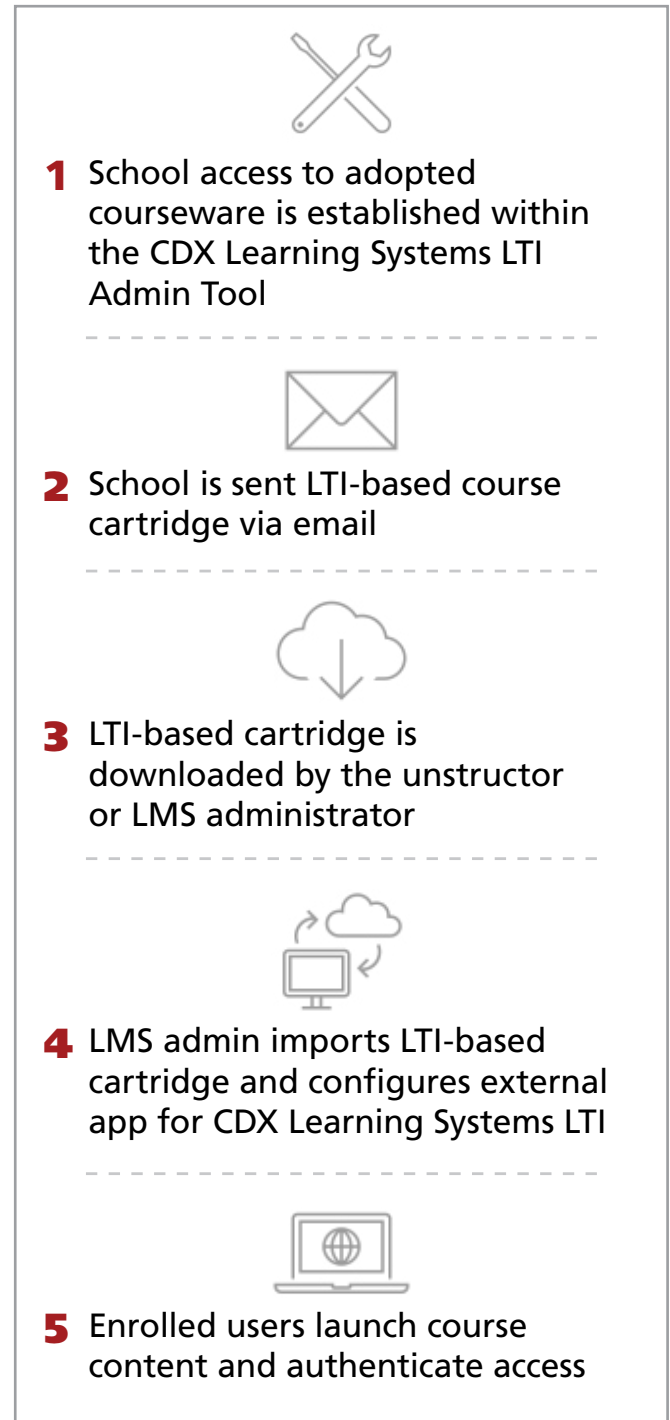 1 School access to adopted
courseware is established within
the CDX Learning Systems LTI
Admin Tool
2 School is sent LTI-based course
cartridge via email
3 LTI-based cartridge is
downloaded by the unstructor
or LMS administrator
4 LMS admin imports LTI-based
cartridge and configures external
app for CDX Learning Systems LTI
5 Enrolled users launch course
content and authenticate access